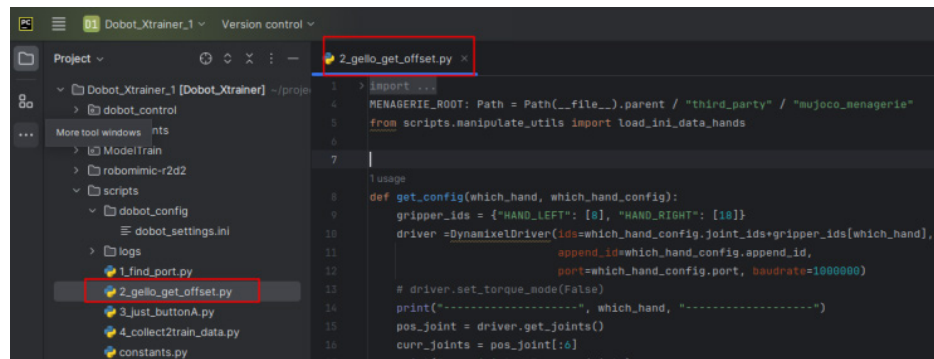 PC
D1 Dobot_Xtrainer_1
Version control
Project
2_gello_get_offset.py
Dobot_Xtrainer_1 [Dobot_Xtrainer] ~/proje
dobot_control
nts
More tool windows
ModelTrain
robomimic-r2d2
scripts
dobot_config
dobot_settings.ini
logs
1_find_port.py
2_gello_get_offset.py
3_just_buttonA.py
4_collect2train_data.py
constants.py
1 import ...
4 MENAGERIE_ROOT: Path = Path(__file__).parent / "third_party" / "mujoco_menagerie"
5 from scripts.manipulate_utils import load_ini_data_hands
6
7
1 usage
8 def get_config(which_hand, which_hand_config):
9 gripper_ids = {"HAND_LEFT": [8], "HAND_RIGHT": [18]}
10 driver =DynamixelDriver(ids=which_hand_config.joint_ids+gripper_ids[which_hand],
11 append_id=which_hand_config.append_id,
12 port=which_hand_config.port, baudrate=1000000)
13 # driver.set_torque_mode(False)
14 print("--------------------", which_hand, "-------------------")
15 pos_joint = driver.get_joints()
16 curr_joints = pos_joint[:6]